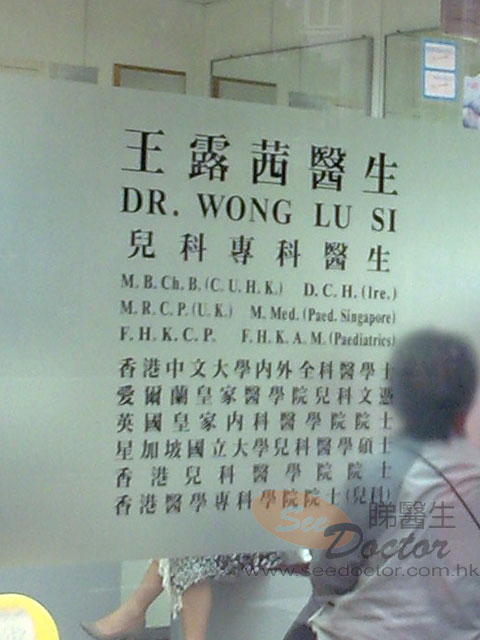 王露茜醫生
DR. WONG LU SI
兒科專科醫生
M.B.Ch.B.(C.U.H.K.) D.C.H.(Ire.)
M.R.C.P.(U.K.) M.Med.(Paed. Singapore)
F.H.K.C.P. F.H.K.A.M.(Paediatrics)
香港中文大學內外全科醫學士
愛爾蘭皇家醫學院兒科文憑
英國皇家內科醫學院院士
星加坡國立大學兒科醫學碩士
香港兒科醫學院院士
香港醫學專科學院院士(兒科)
See 睇醫生
Doctor
www.seedoctor.com.hk